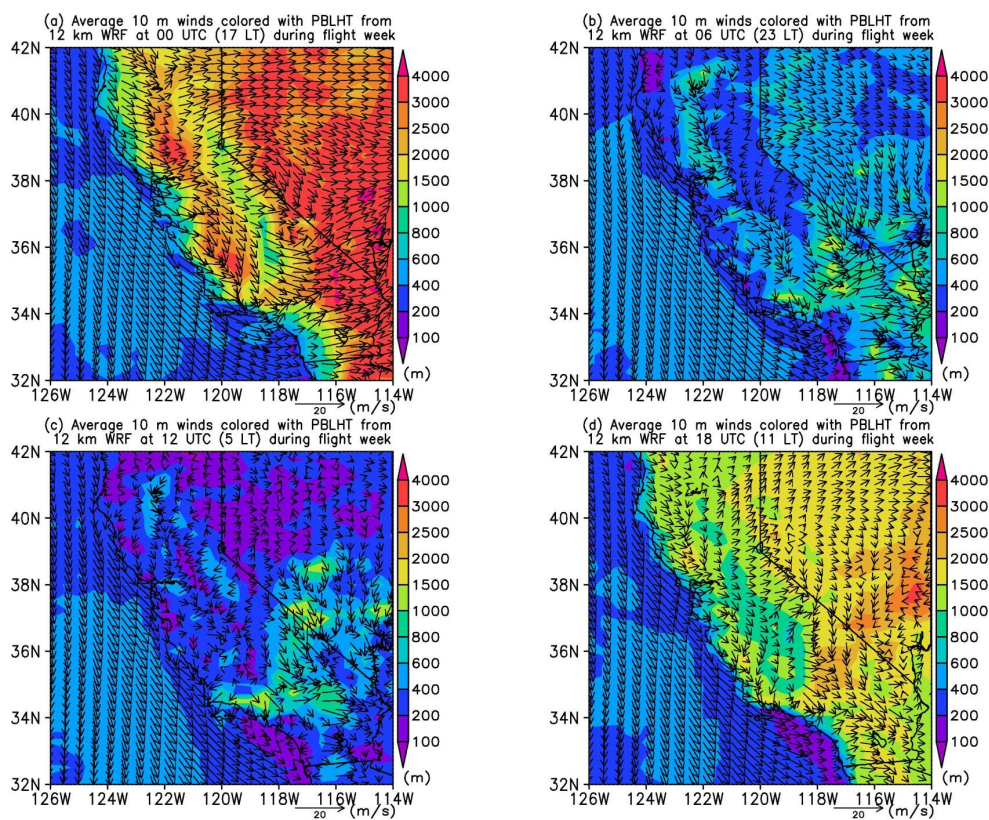 (a) Average 10 m winds colored with PBLHT from
12 km WRF at 00 UTC (17 LT) during flight week
42N
40N
38N
36N
34N
32N
126W 124W 122W 120W 118W 116W 114W
4000
3000
2500
2000
1500
1000
800
600
400
200
100
(m)
20 (m/s)
(b) Average 10 m winds colored with PBLHT from
12 km WRF at 06 UTC (23 LT) during flight week
42N
40N
38N
36N
34N
32N
126W 124W 122W 120W 118W 116W 114W
4000
3000
2500
2000
1500
1000
800
600
400
200
100
(m)
20 (m/s)
(c) Average 10 m winds colored with PBLHT from
12 km WRF at 12 UTC (5 LT) during flight week
42N
40N
38N
36N
34N
32N
126W 124W 122W 120W 118W 116W 114W
4000
3000
2500
2000
1500
1000
800
600
400
200
100
(m)
20 (m/s)
(d) Average 10 m winds colored with PBLHT from
12 km WRF at 18 UTC (11 LT) during flight week
42N
40N
38N
36N
34N
32N
126W 124W 122W 120W 118W 116W 114W
4000
3000
2500
2000
1500
1000
800
600
400
200
100
(m)
20 (m/s)